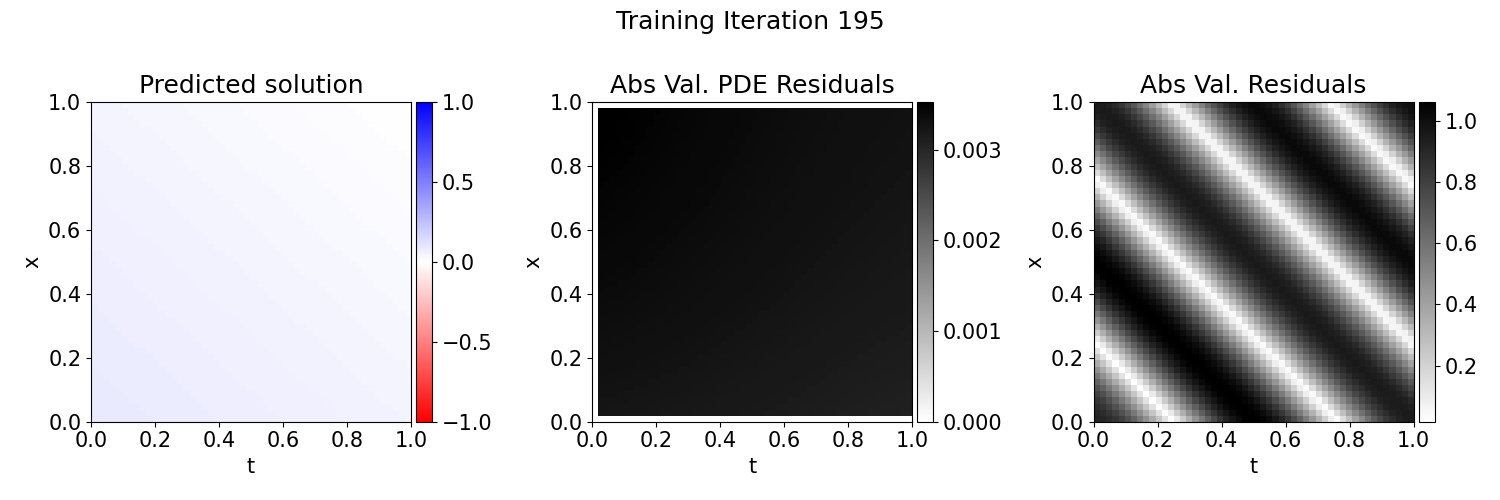 Training Iteration 195
Predicted solution
1.0
0.8
0.6
0.4
0.2
0.0
x
0.0 0.2 0.4 0.6 0.8 1.0
t
1.0
0.5
0.0
−0.5
−1.0
Abs Val. PDE Residuals
1.0
0.8
0.6
0.4
0.2
0.0
x
0.0 0.2 0.4 0.6 0.8 1.0
t
0.003
0.002
0.001
0.000
Abs Val. Residuals
1.0
0.8
0.6
0.4
0.2
0.0
x
0.0 0.2 0.4 0.6 0.8 1.0
t
1.0
0.8
0.6
0.4
0.2